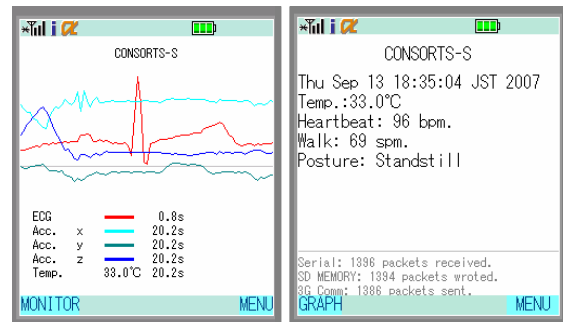 i α
CONSORTS-S
ECG 0.8s
Acc. x 20.2s
Acc. y 20.2s
Acc. z 20.2s
Temp. 33.0℃ 20.2s
MONITOR MENU
i α
CONSORTS-S
Thu Sep 13 18:35:04 JST 2007
Temp.:33.0℃
Heartbeat: 96 bpm.
Walk: 69 spm.
Posture: Standstill
Serial: 1396 packets received.
SD MEMORY: 1394 packets wroted.
3G Comm: 1386 packets sent.
GRAPH MENU